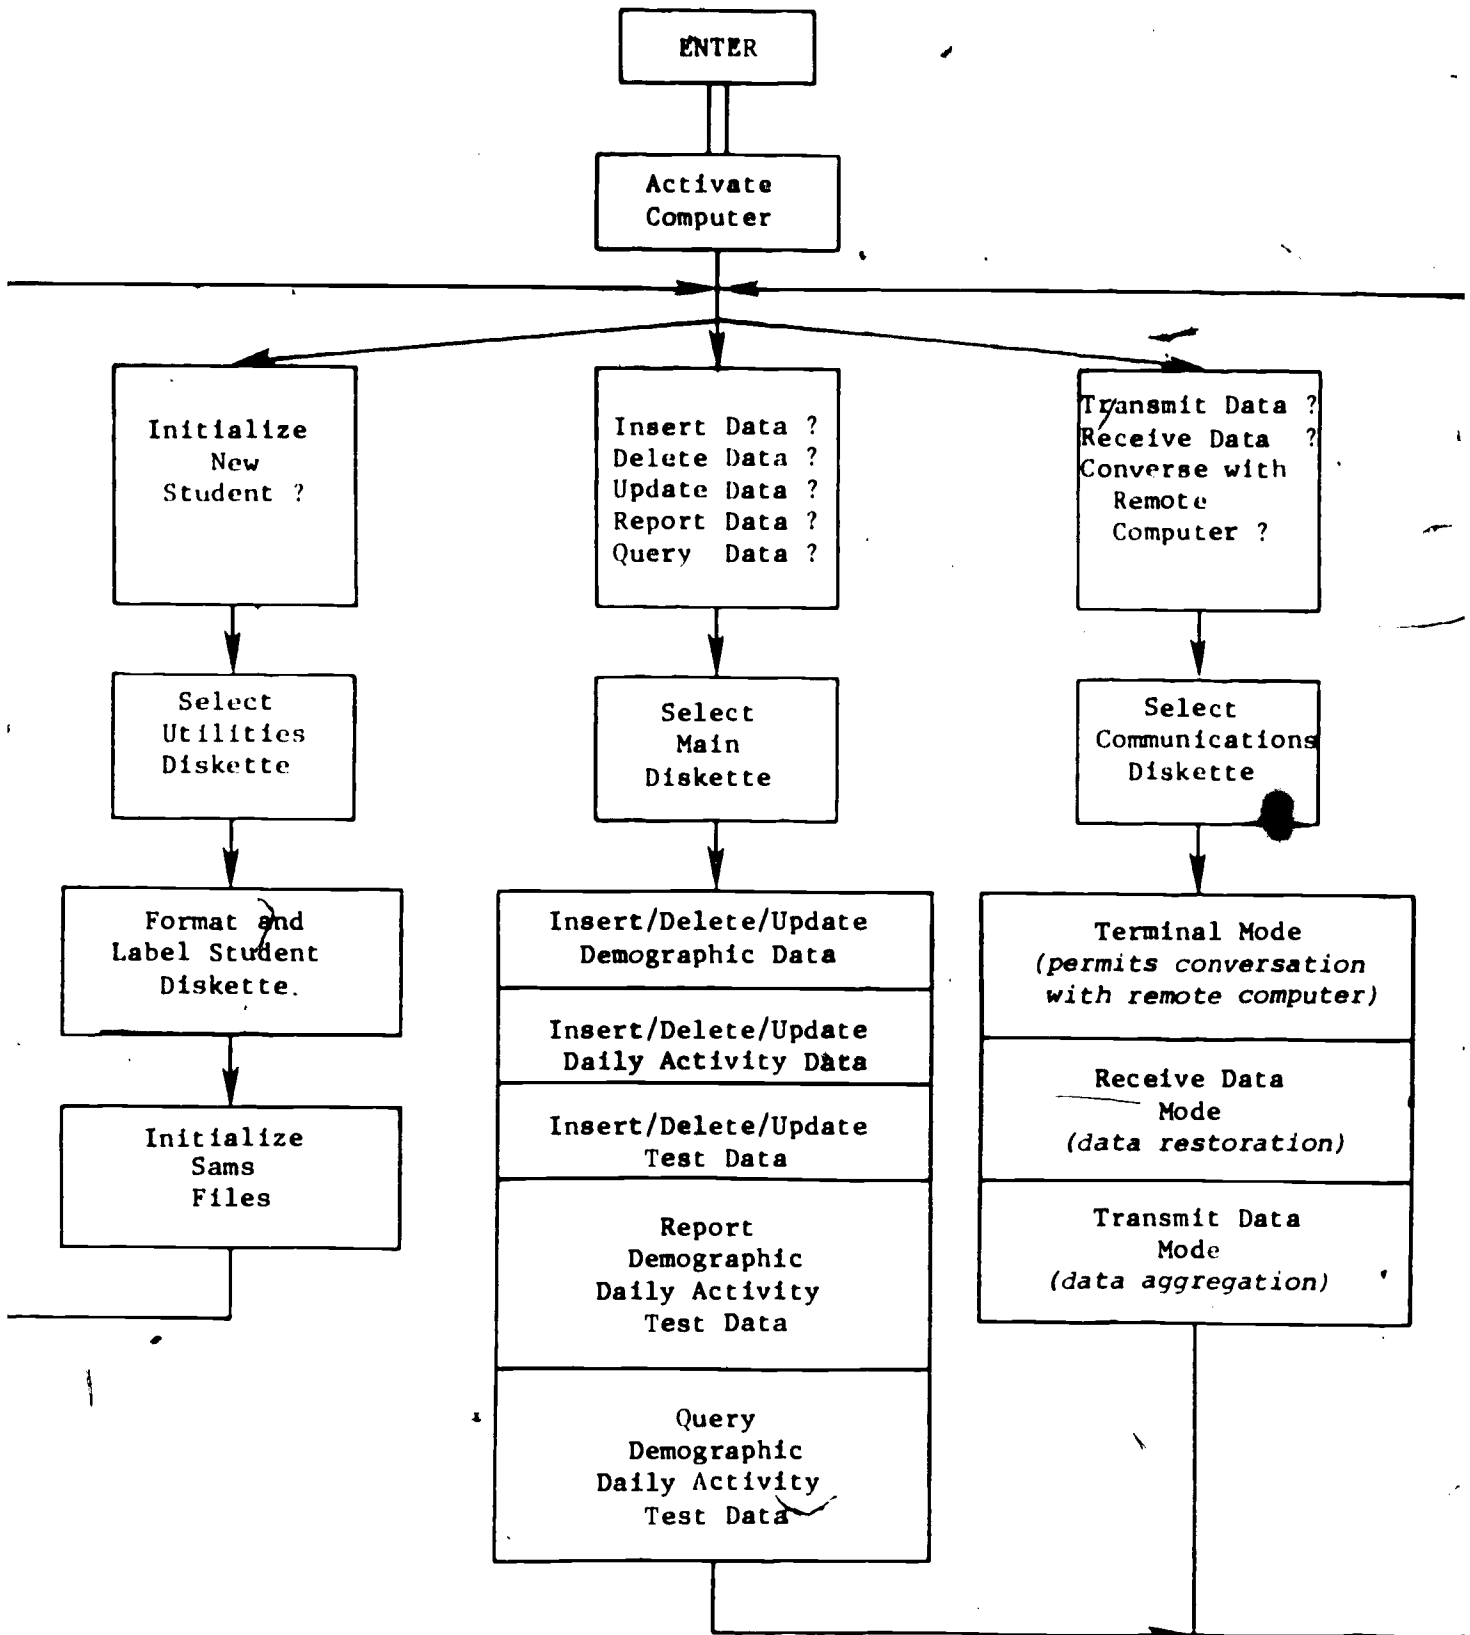 ENTER
Activate
Computer
Initialize
New
Student ?
Insert Data ?
Delete Data ?
Update Data ?
Report Data ?
Query Data ?
Transmit Data ?
Receive Data ?
Converse with
Remote
Computer ?
Select
Utilities
Diskette
Select
Main
Diskette
Select
Communications
Diskette
Format and
Label Student
Diskette.
Initialize
Sams
Files
Insert/Delete/Update
Demographic Data
Insert/Delete/Update
Daily Activity Data
Insert/Delete/Update
Test Data
Report
Demographic
Daily Activity
Test Data
Query
Demographic
Daily Activity
Test Data
Terminal Mode
(permits conversation
with remote computer)
Receive Data
Mode
(data restoration)
Transmit Data
Mode
(data aggregation)